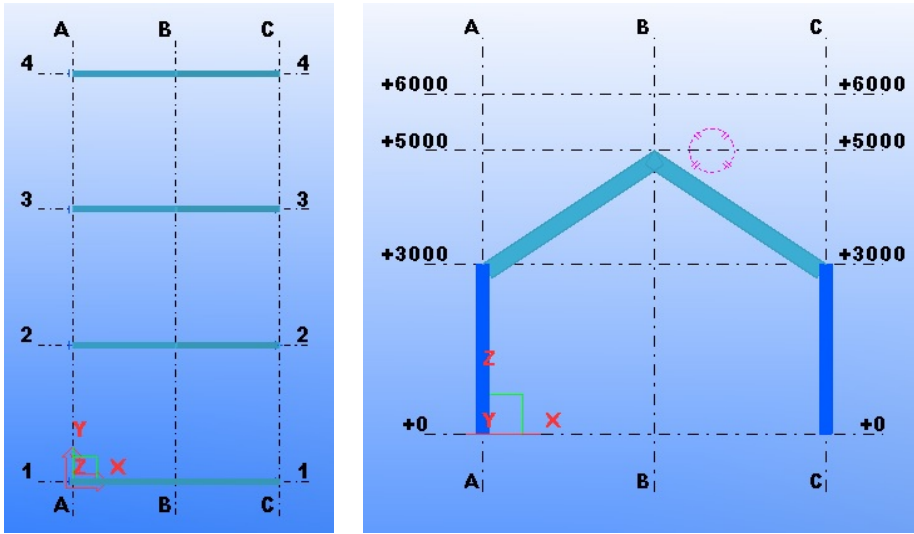 A B C
4 4
3 3
2 2
Y
1 Z X 1
A B C
A B C
+6000 +6000
+5000 +5000
+3000 +3000
Z
+0 Y X +0
A B C